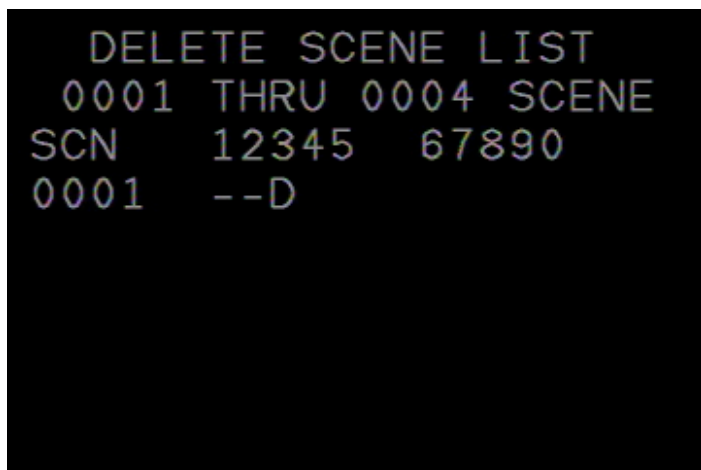 DELETE SCENE LIST
0001 THRU 0004 SCENE
SCN 12345 67890
0001 --D